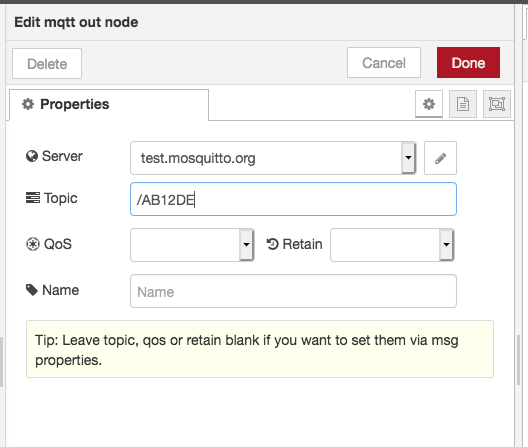 Edit mqtt out node
Delete
Cancel
Done
Properties
Server
test.mosquitto.org
Topic
/AB12DE
QoS
Retain
Name
Name
Tip: Leave topic, qos or retain blank if you want to set them via msg
properties.